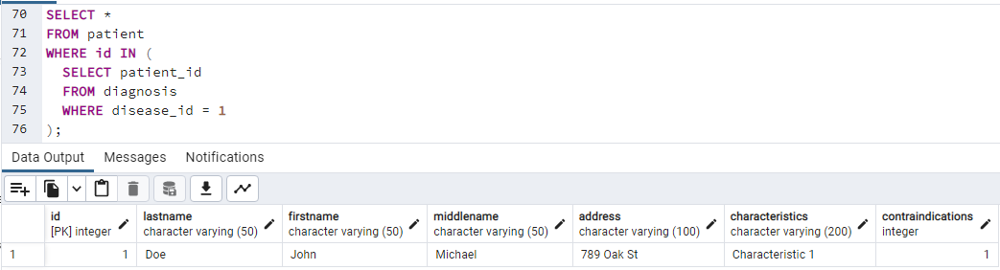 70 SELECT *
71 FROM patient
72 WHERE id IN (
73 SELECT patient_id
74 FROM diagnosis
75 WHERE disease_id = 1
76 );
Data Output Messages Notifications
id lastname firstname middlename address characteristics contraindications
[PK] integer character varying (50) character varying (50) character varying (50) character varying (100) character varying (200) integer
1 1 Doe John Michael 789 Oak St Characteristic 1 1